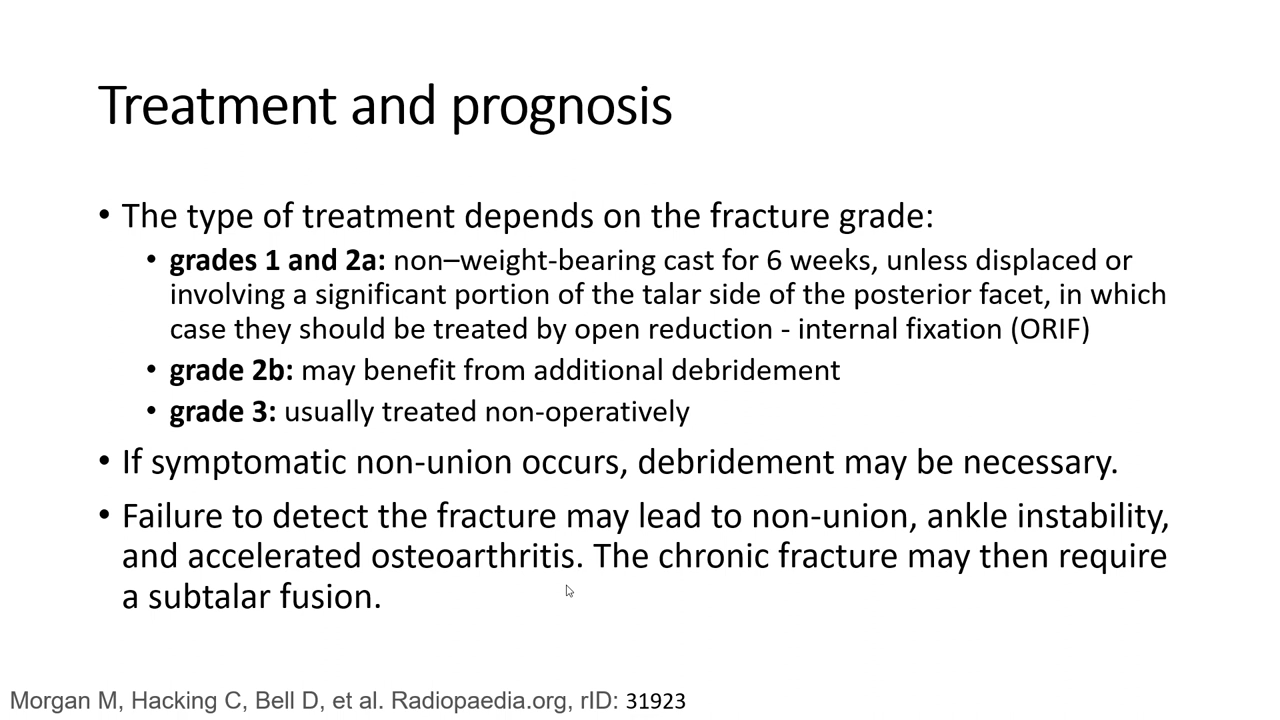 Treatment and prognosis
• The type of treatment depends on the fracture grade:
• grades 1 and 2a: non–weight-bearing cast for 6 weeks, unless displaced or
involving a significant portion of the talar side of the posterior facet, in which
case they should be treated by open reduction - internal fixation (ORIF)
• grade 2b: may benefit from additional debridement
• grade 3: usually treated non-operatively
• If symptomatic non-union occurs, debridement may be necessary.
• Failure to detect the fracture may lead to non-union, ankle instability,
and accelerated osteoarthritis. The chronic fracture may then require
a subtalar fusion.
Morgan M, Hacking C, Bell D, et al. Radiopaedia.org, rID: 31923